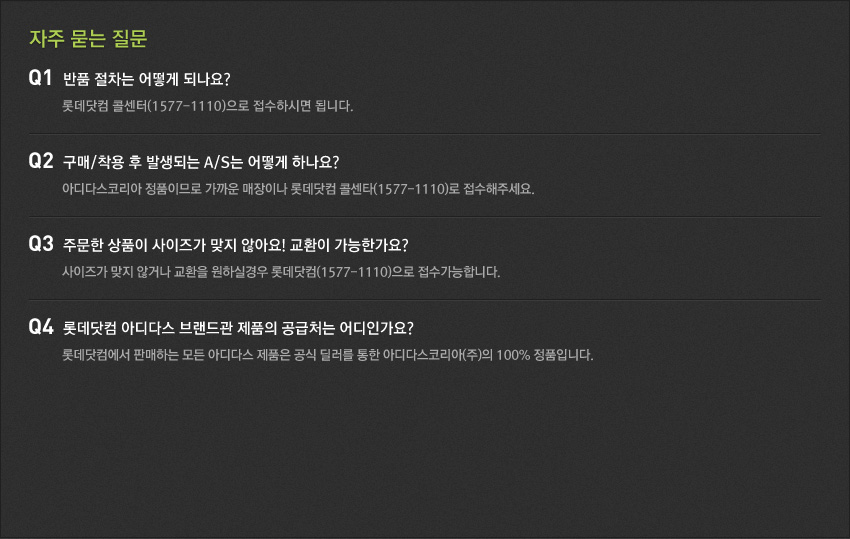 자주 묻는 질문
Q1 반품 절차는 어떻게 되나요?
롯데닷컴 콜센터(1577-1110)으로 접수하시면 됩니다.
Q2 구매/착용 후 발생되는 A/S는 어떻게 하나요?
아디다스코리아 정품이므로 가까운 매장이나 롯데닷컴 콜센타(1577-1110)로 접수해주세요.
Q3 주문한 상품이 사이즈가 맞지 않아요! 교환이 가능한가요?
사이즈가 맞지 않거나 교환을 원하실경우 롯데닷컴(1577-1110)으로 접수가능합니다.
Q4 롯데닷컴 아디다스 브랜드관 제품의 공급처는 어디인가요?
롯데닷컴에서 판매하는 모든 아디다스 제품은 공식 딜러를 통한 아디다스코리아(주)의 100% 정품입니다.